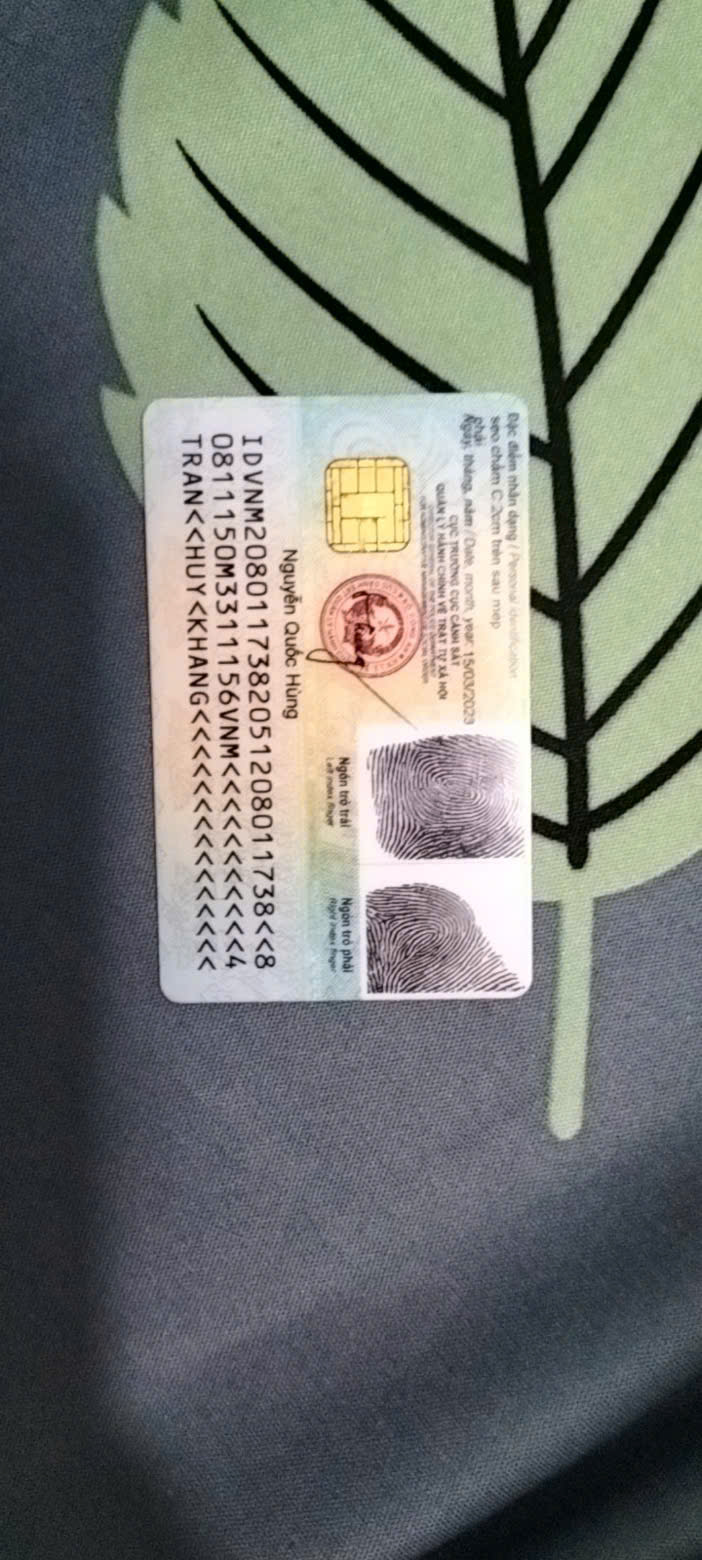 Đặc điểm nhân dạng / Personal identification
sẹo chấm C:2cm trên sau mép
phải
Ngày, tháng, năm / Date, month, year: 15/03/2023
CỤC TRƯỞNG CỤC CẢNH SÁT
QUẢN LÝ HÀNH CHÍNH VỀ TRẬT TỰ XÃ HỘI
Nguyễn Quốc Hùng
Ngón trỏ trái
Left index finger
Ngón trỏ phải
Right index finger
IDVNM2080117382051208011738<<8
0811150M3311156VNM<<<<<<<<<<<4
TRAN<<HUY<KHANG<<<<<<<<<<<<<<<